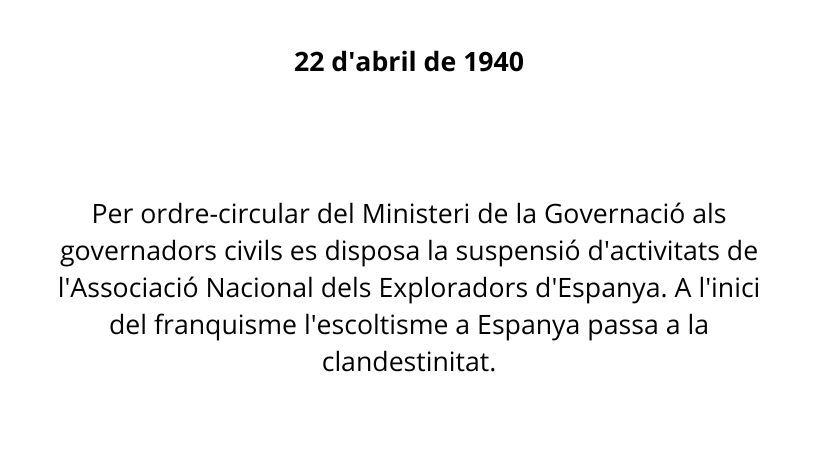 22 d'abril de 1940
Per ordre-circular del Ministeri de la Governació als
governadors civils es disposa la suspensió d'activitats de
l'Associació Nacional dels Exploradors d'Espanya. A l'inici
del franquisme l'escoltisme a Espanya passa a la
clandestinitat.